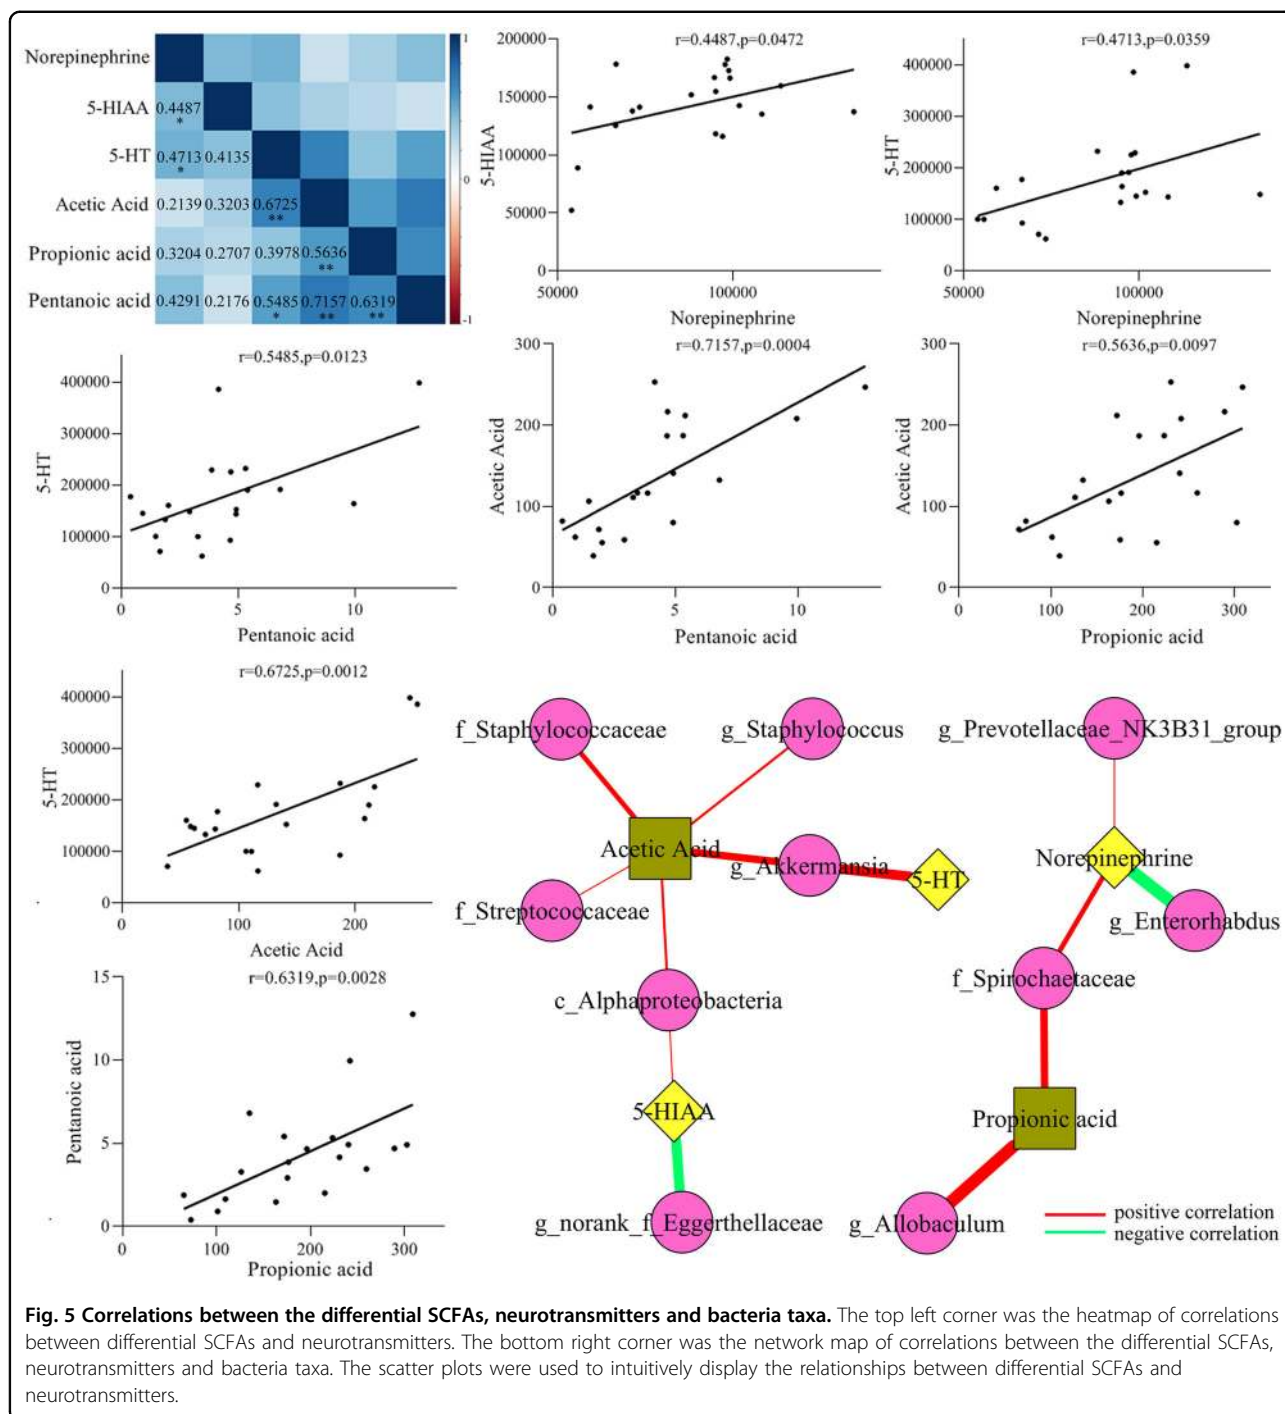 Norepinephrine
5-HIAA
5-HT
Acetic Acid
Propionic acid
Pentanoic acid
0.4487
*
0.4713 0.4135
*
0.2139 0.3203 0.6725
**
0.3204 0.2707 0.3978 0.5636
**
0.4291 0.2176 0.5485 0.7157 0.6319
* ** **
1
0
-1
r=0.4487,p=0.0472
200000
150000
100000
50000
0
5-HIAA
50000 100000
Norepinephrine
r=0.4713,p=0.0359
400000
300000
200000
100000
0
5-HT
50000 100000
Norepinephrine
r=0.5485,p=0.0123
400000
300000
200000
100000
0
5-HT
0 5 10
Pentanoic acid
r=0.7157,p=0.0004
300
200
100
0
Acetic Acid
0 5 10
Pentanoic acid
r=0.5636,p=0.0097
300
200
100
0
Acetic Acid
0 100 200 300
Propionic acid
r=0.6725,p=0.0012
400000
300000
200000
100000
0
5-HT
0 100 200
Acetic Acid
r=0.6319,p=0.0028
15
10
5
0
Pentanoic acid
0 100 200 300
Propionic acid
f_Staphylococcaceae
g_Staphylococcus
g_Prevotellaceae_NK3B31_group
Acetic Acid
g_Akkermansia
5-HT
Norepinephrine
f_Streptococcaceae
g_Enterorhabdus
c_Alphaproteobacteria
f_Spirochaetaceae
5-HIAA
Propionic acid
g_norank_f_Eggerthellaceae
g_Allobaculum
positive correlation
negative correlation
Fig. 5 Correlations between the differential SCFAs, neurotransmitters and bacteria taxa. The top left corner was the heatmap of correlations
between differential SCFAs and neurotransmitters. The bottom right corner was the network map of correlations between the differential SCFAs,
neurotransmitters and bacteria taxa. The scatter plots were used to intuitively display the relationships between differential SCFAs and
neurotransmitters.